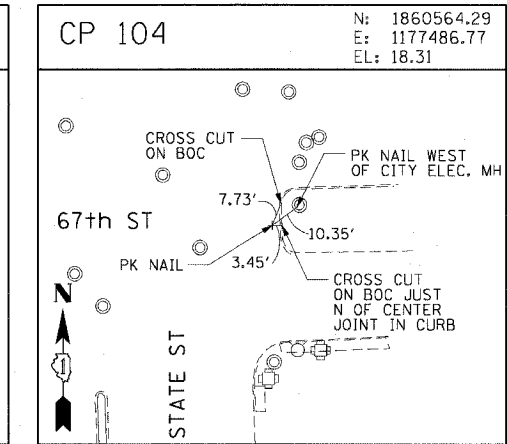 CP 104
N: 1860564.29
E: 1177486.77
EL: 18.31
CROSS CUT
ON BOC
PK NAIL WEST
OF CITY ELEC. MH
7.73'
67th ST
10.35'
PK NAIL
3.45'
CROSS CUT
ON BOC JUST
N OF CENTER
JOINT IN CURB
N
1
STATE ST